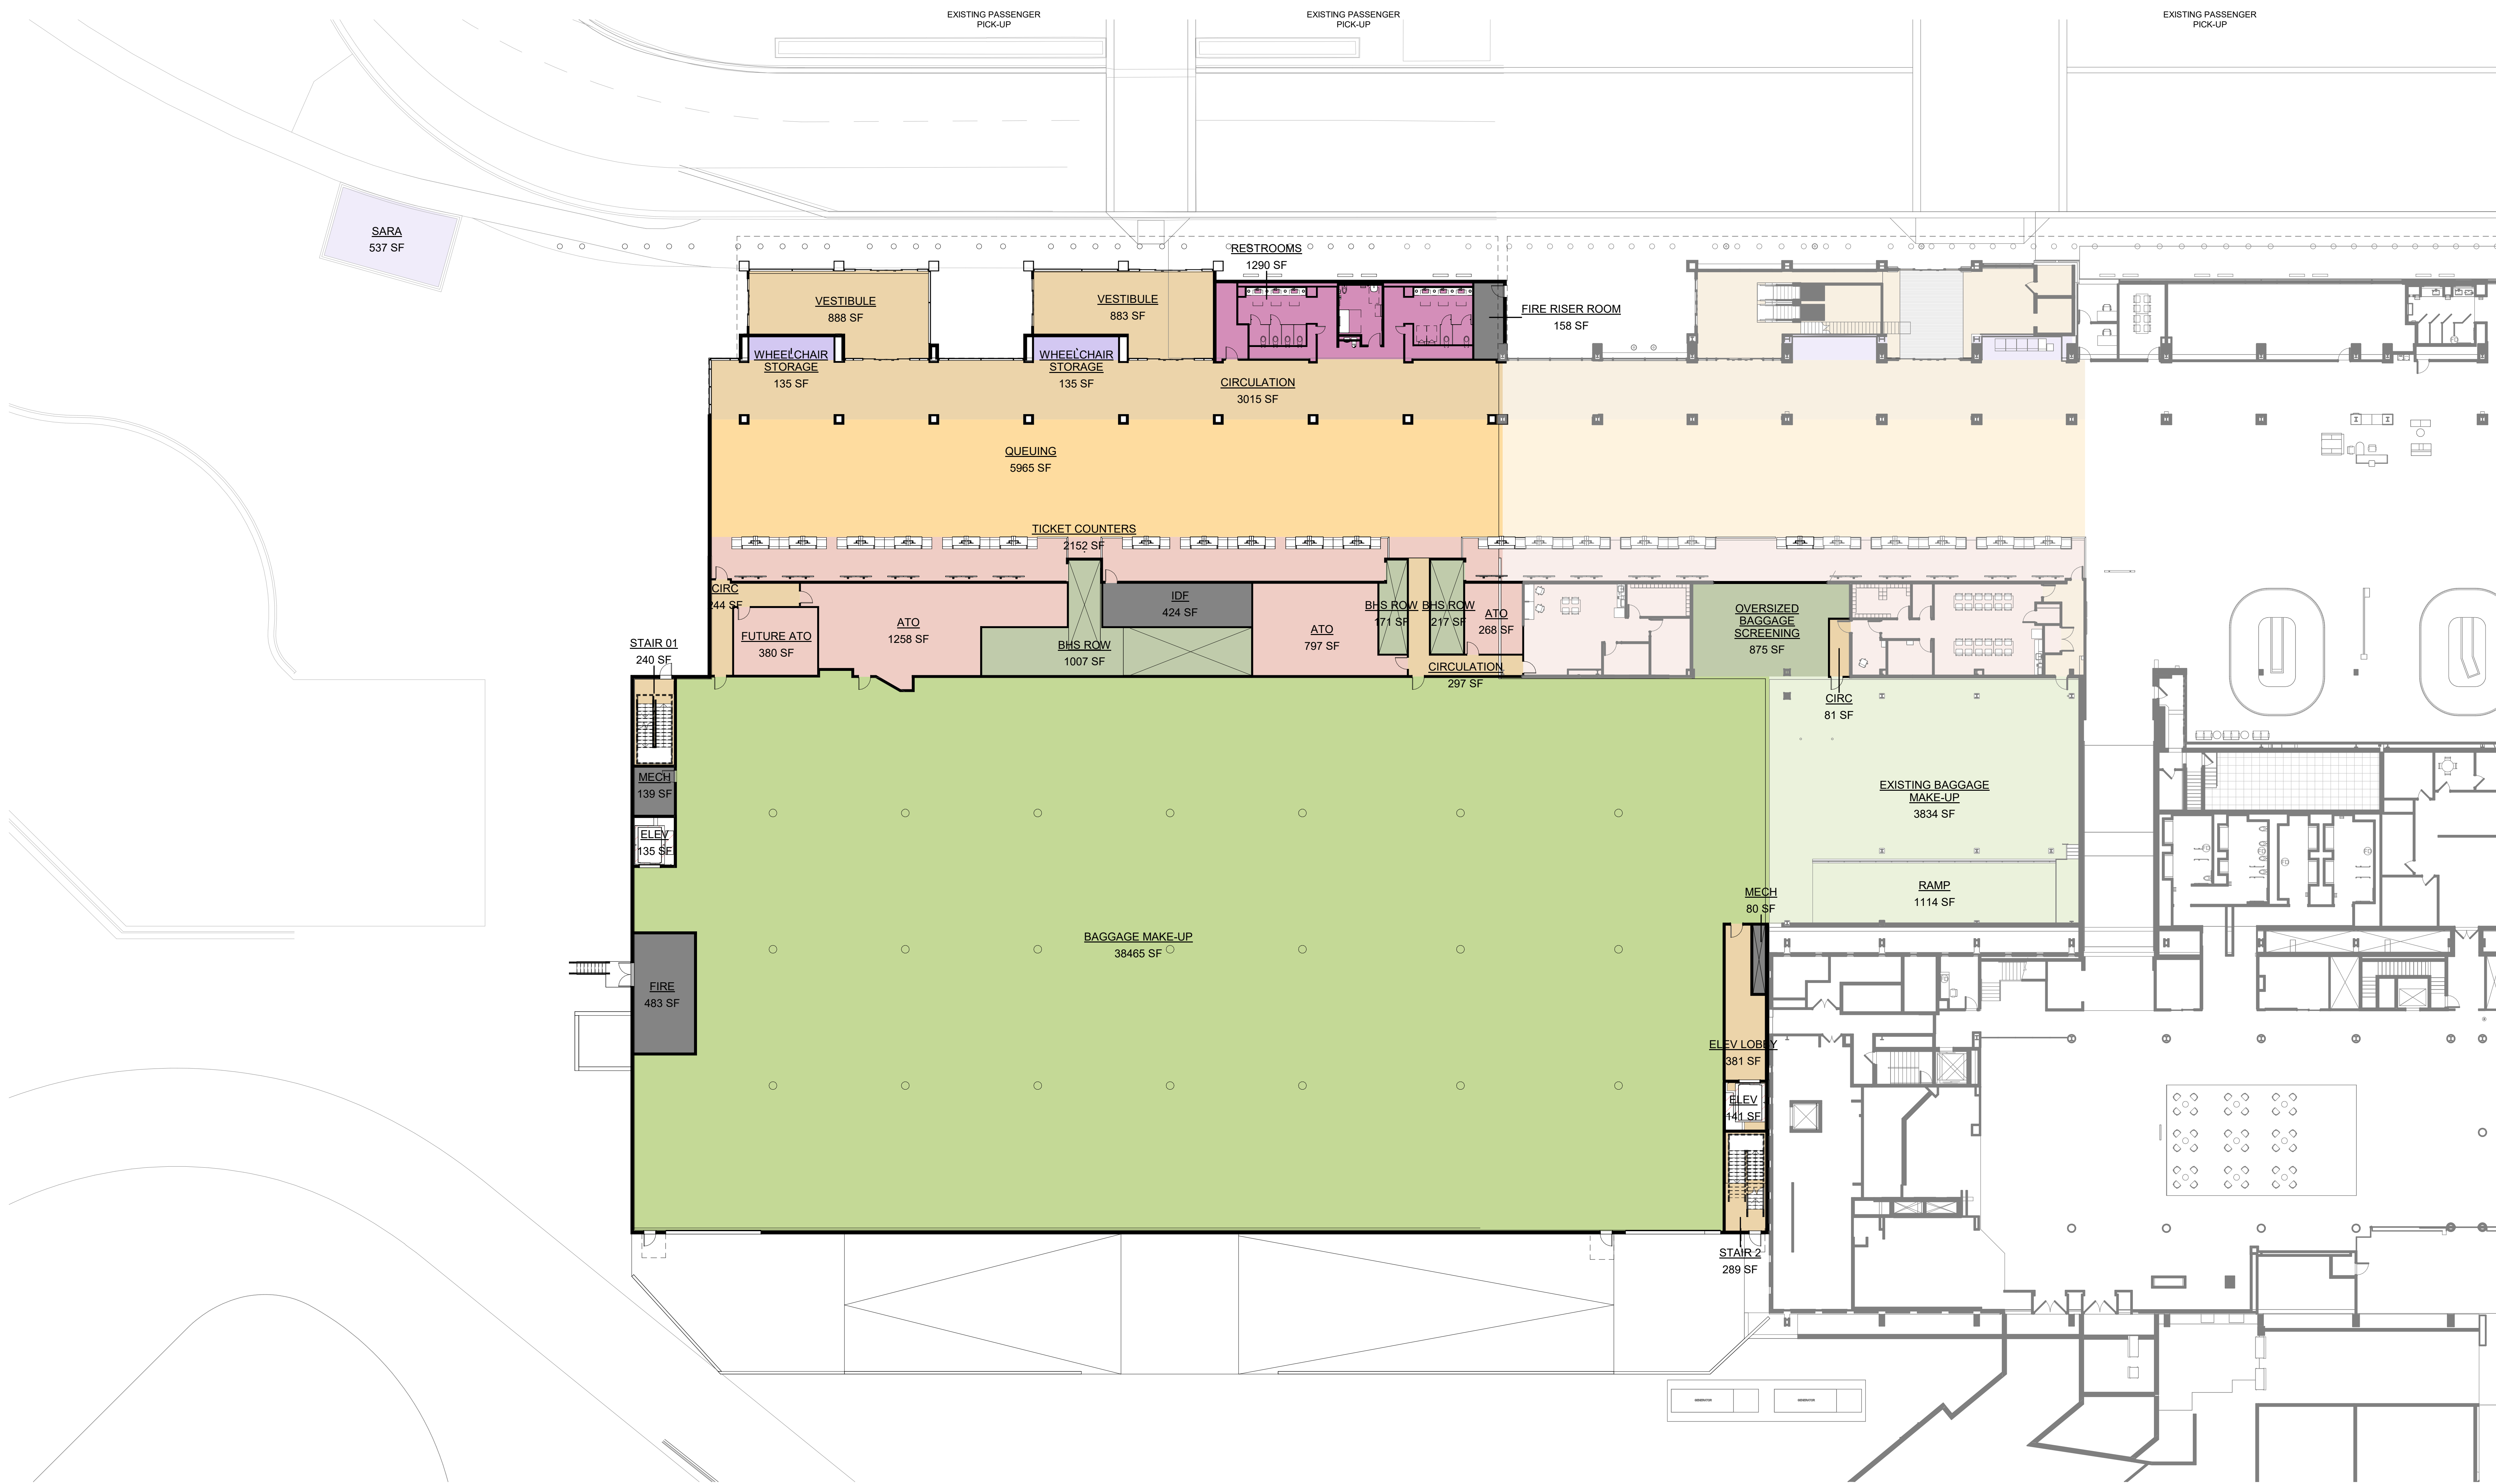 EXISTING PASSENGER
PICK-UP
EXISTING PASSENGER
PICK-UP
EXISTING PASSENGER
PICK-UP
SARA
537 SF
RESTROOMS
1290 SF
VESTIBULE
888 SF
VESTIBULE
883 SF
FIRE RISER ROOM
158 SF
WHEELCHAIR
STORAGE
135 SF
WHEELCHAIR
STORAGE
135 SF
CIRCULATION
3015 SF
QUEUING
5965 SF
TICKET COUNTERS
2152 SF
CIRC
244 SF
FUTURE ATO
380 SF
ATO
1258 SF
BHS ROW
1007 SF
IDF
424 SF
ATO
797 SF
BHS ROW
171 SF
BHS ROW
217 SF
ATO
268 SF
CIRCULATION
297 SF
OVERSIZED
BAGGAGE
SCREENING
875 SF
CIRC
81 SF
STAIR 01
240 SF
MECH
139 SF
ELEV
135 SF
EXISTING BAGGAGE
MAKE-UP
3834 SF
RAMP
1114 SF
MECH
80 SF
BAGGAGE MAKE-UP
38465 SF
FIRE
483 SF
ELEV LOBBY
381 SF
ELEV
141 SF
STAIR 2
289 SF